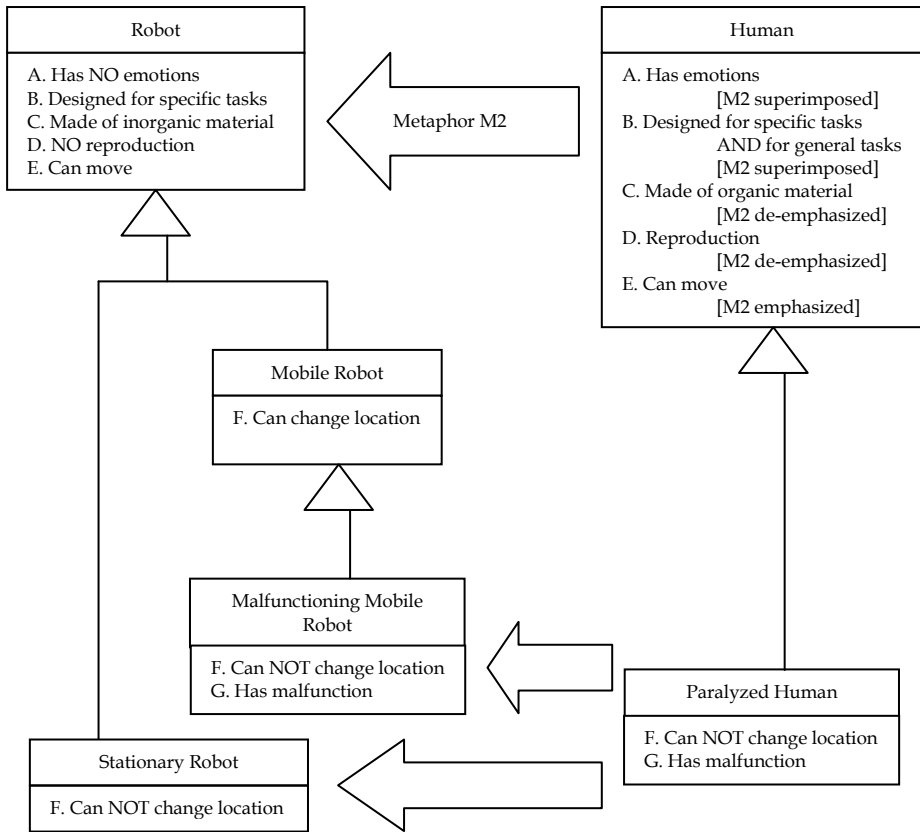 Robot
A. Has NO emotions
B. Designed for specific tasks
C. Made of inorganic material
D. NO reproduction
E. Can move
Metaphor M2
Human
A. Has emotions
[M2 superimposed]
B. Designed for specific tasks
AND for general tasks
[M2 superimposed]
C. Made of organic material
[M2 de-emphasized]
D. Reproduction
[M2 de-emphasized]
E. Can move
[M2 emphasized]
Mobile Robot
F. Can change location
Malfunctioning Mobile
Robot
F. Can NOT change location
G. Has malfunction
Paralyzed Human
F. Can NOT change location
G. Has malfunction
Stationary Robot
F. Can NOT change location